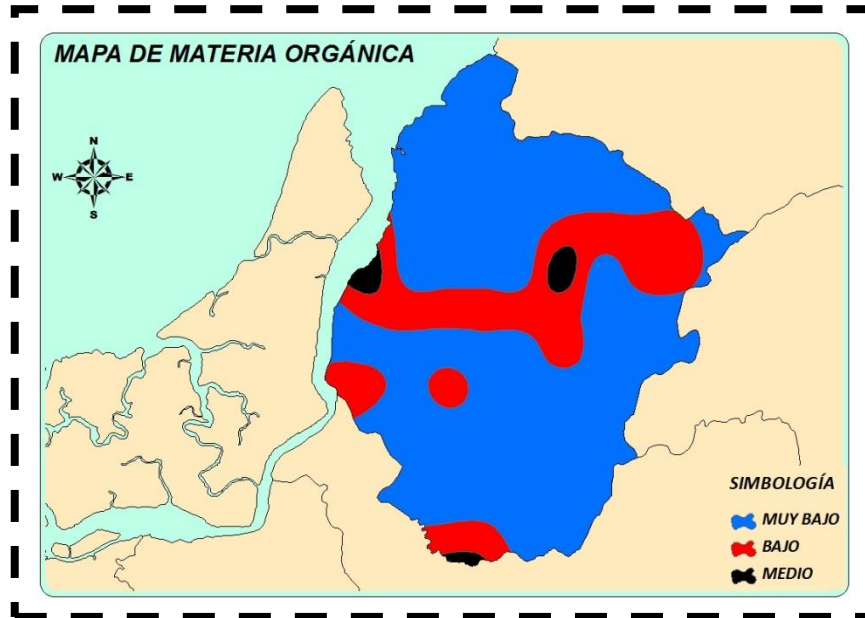 MAPA DE MATERIA ORGÁNICA
N
W E
S
SIMBOLOGÍA
MUY BAJO
BAJO
MEDIO